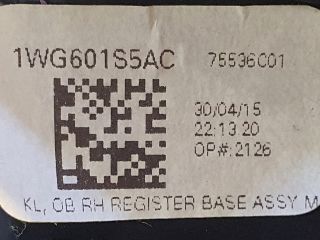 1WG601S5AC 75536C01
30/04/15
22:13:20
OP#:2126
KL, OB RH REGISTER BASE ASSY M